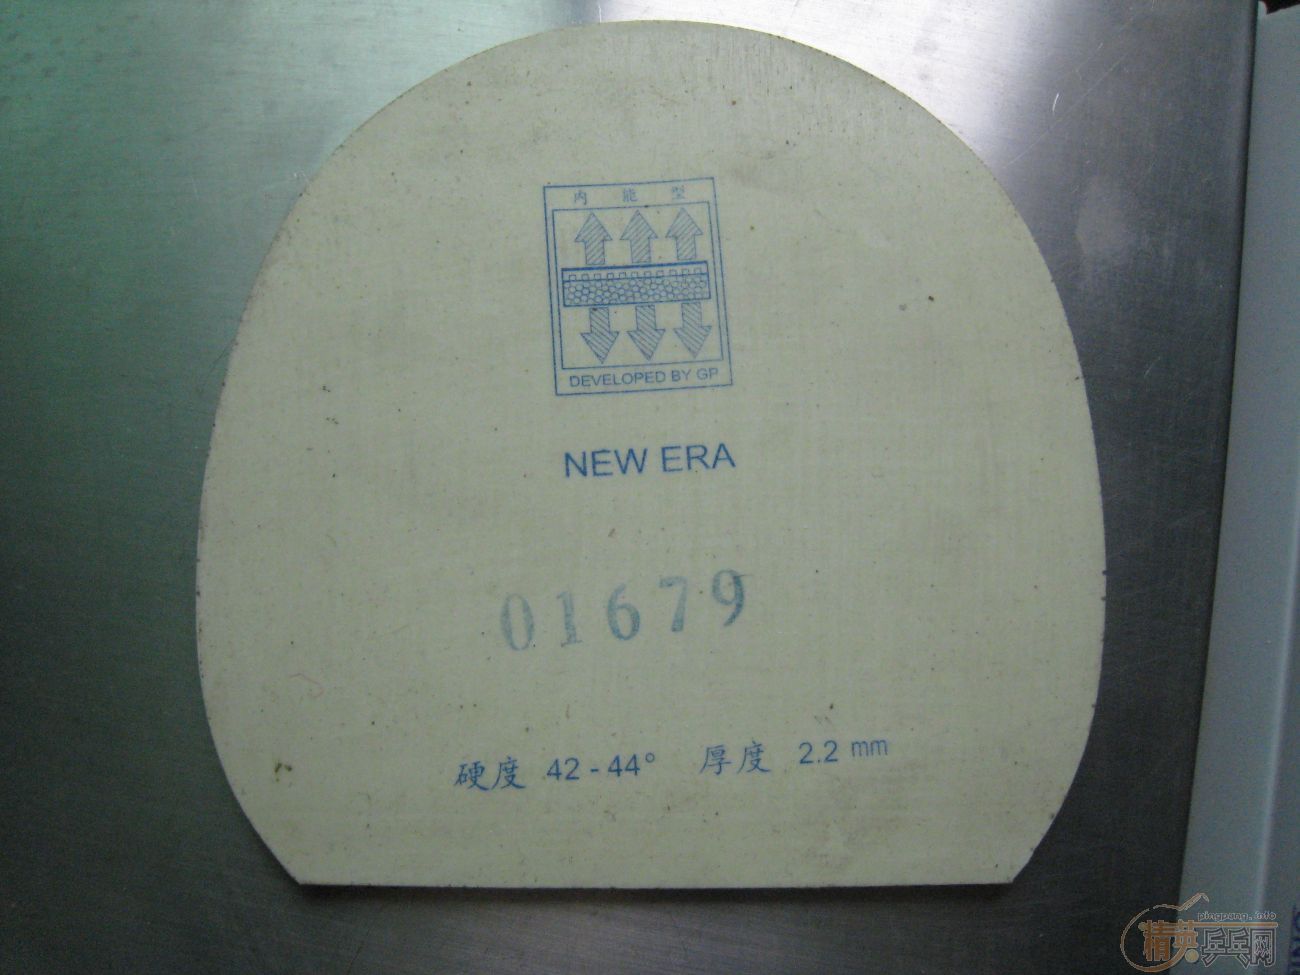 内 能 型
DEVELOPED BY GP
NEW ERA
01679
硬度 42-44° 厚度 2.2 mm
pingpang.info
精英乒乓网